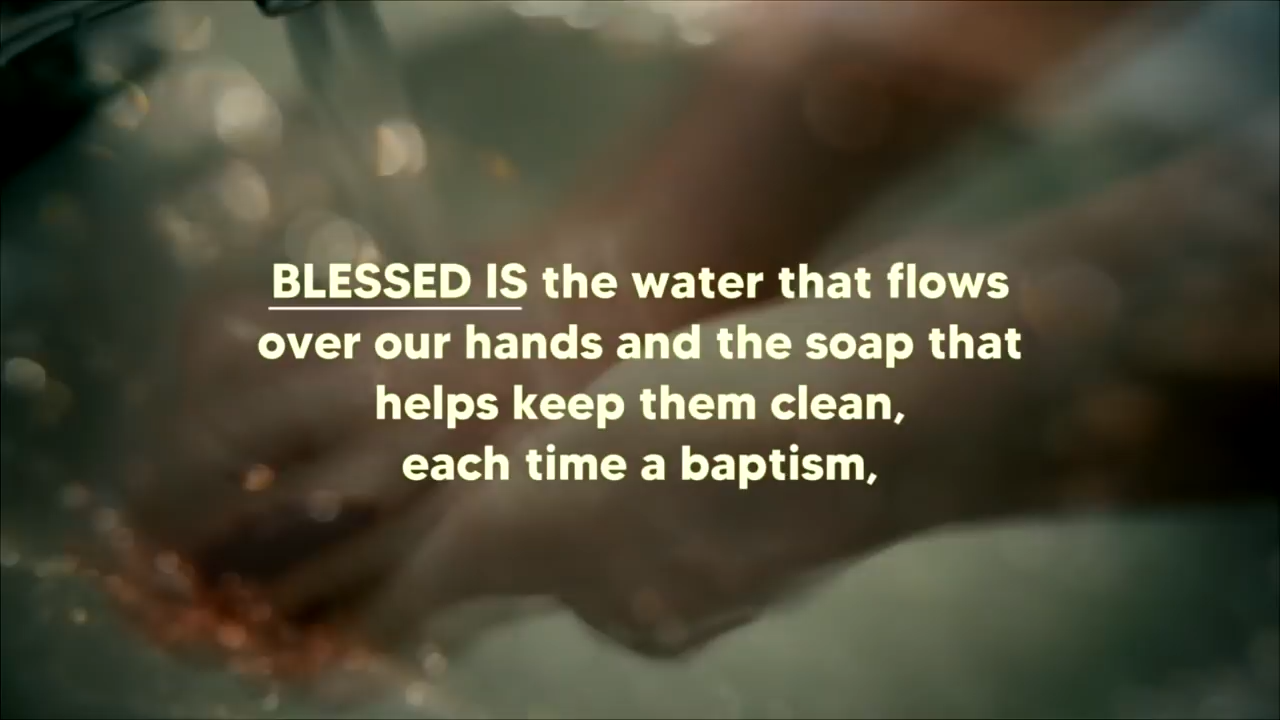 BLESSED IS the water that flows
over our hands and the soap that
helps keep them clean,
each time a baptism,